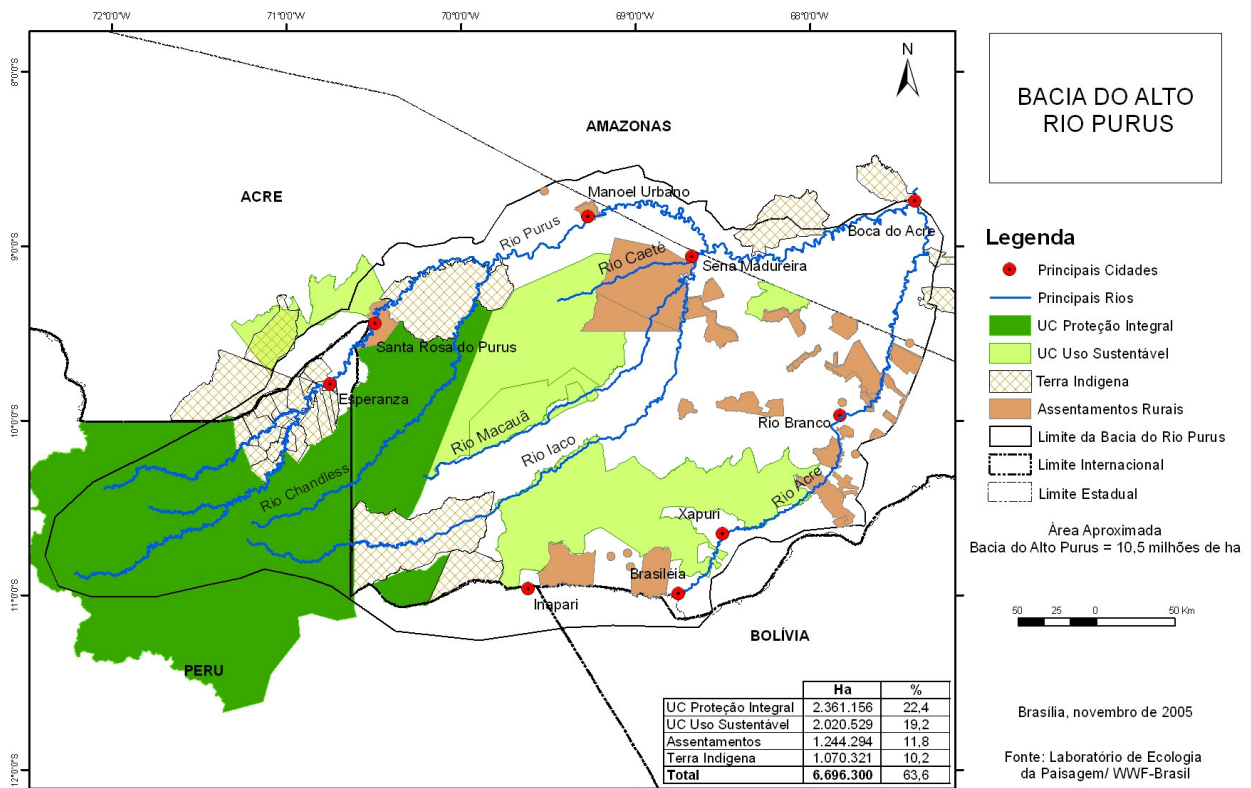 72°0'0"W 71°0'0"W 70°0'0"W 69°0'0"W 68°0'0"W
8°0'0"S
9°0'0"S
10°0'0"S
11°0'0"S
12°0'0"S
N
AMAZONAS
ACRE
Manoel Urbano
Rio Purus
Boca do Acre
Rio Caeté
Sena Madureira
Santa Rosa do Purus
Esperanza
Rio Branco
Rio Macauã
Rio Iaco
Rio Chandless
Rio Acre
Xapuri
Brasiléia
Inapari
BOLÍVIA
PERU
Ha %
UC Proteção Integral 2.361.156 22,4
UC Uso Sustentável 2.020.529 19,2
Assentamentos 1.244.294 11,8
Terra Indígena 1.070.321 10,2
Total 6.696.300 63,6
BACIA DO ALTO
RIO PURUS
Legenda
Principais Cidades
Principais Rios
UC Proteção Integral
UC Uso Sustentável
Terra Indígena
Assentamentos Rurais
Limite da Bacia do Rio Purus
Limite Internacional
Limite Estadual
Área Aproximada
Bacia do Alto Purus = 10,5 milhões de ha
50 25 0 50 Km
Brasília, novembro de 2005
Fonte: Laboratório de Ecologia
da Paisagem/ WWF-Brasil